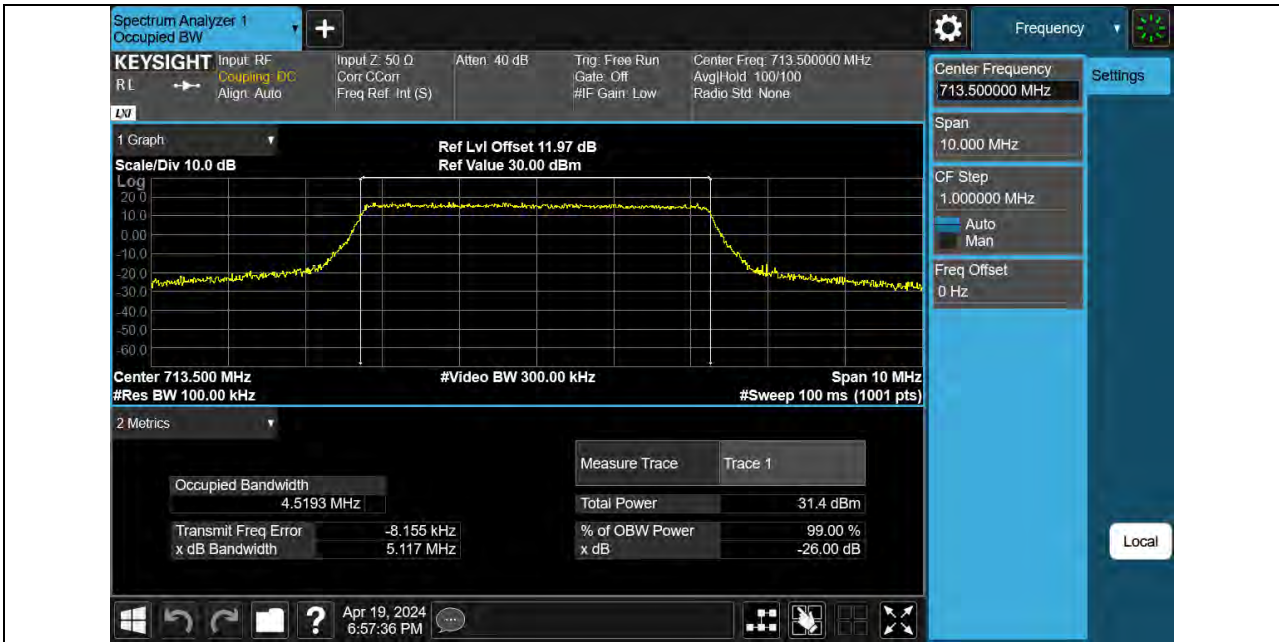 Spectrum Analyzer 1
Occupied BW
Frequency
KEYSIGHT
RL
LXI
Input: RF
Coupling: DC
Align: Auto
Input Z: 50 Ω
Corr CCorr
Freq Ref: Int (S)
Atten: 40 dB
Trig: Free Run
Gate: Off
#IF Gain: Low
Center Freq: 713.500000 MHz
Avg|Hold: 100/100
Radio Std: None
Center Frequency
713.500000 MHz
Settings
Span
10.000 MHz
CF Step
1.000000 MHz
Auto
Man
Freq Offset
0 Hz
Local
1 Graph
Scale/Div 10.0 dB
Ref Lvl Offset 11.97 dB
Ref Value 30.00 dBm
Log
20.0
10.0
0.00
-10.0
-20.0
-30.0
-40.0
-50.0
-60.0
Center 713.500 MHz
#Video BW 300.00 kHz
Span 10 MHz
#Res BW 100.00 kHz
#Sweep 100 ms (1001 pts)
2 Metrics
Measure Trace Trace 1
Occupied Bandwidth
4.5193 MHz
Total Power 31.4 dBm
Transmit Freq Error -8.155 kHz
% of OBW Power 99.00 %
x dB Bandwidth 5.117 MHz
x dB -26.00 dB
?
Apr 19, 2024
6:57:36 PM